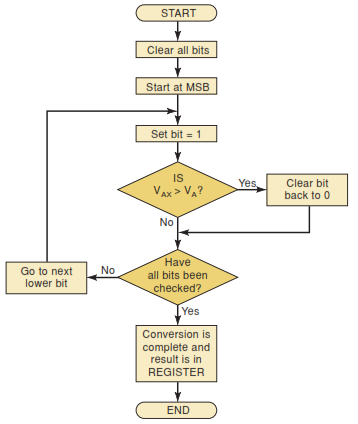 START
Clear all bits
Start at MSB
Set bit = 1
IS
V_AX > V_A?
Yes
Clear bit
back to 0
No
Have
all bits been
checked?
No
Go to next
lower bit
Yes
Conversion is
complete and
result is in
REGISTER
END